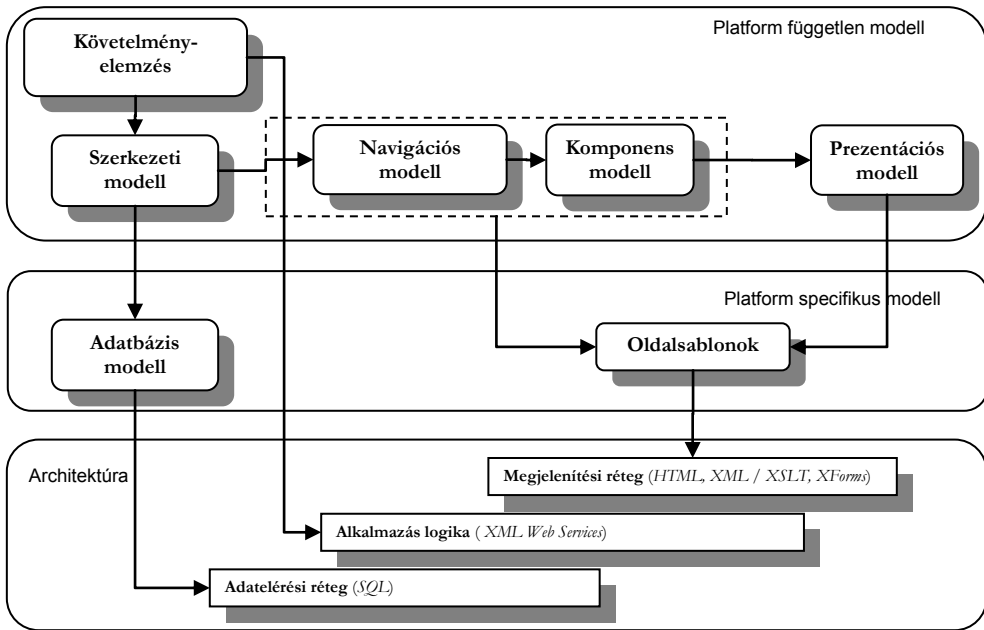 Platform független modell
Követelmény-
elemzés
Szerkezeti
modell
Navigációs
modell
Komponens
modell
Prezentációs
modell
Platform specifikus modell
Adatbázis
modell
Oldalsablonok
Architektúra
Megjelenítési réteg (HTML, XML / XSLT, XForms)
Alkalmazás logika ( XML Web Services)
Adatelérési réteg (SQL)